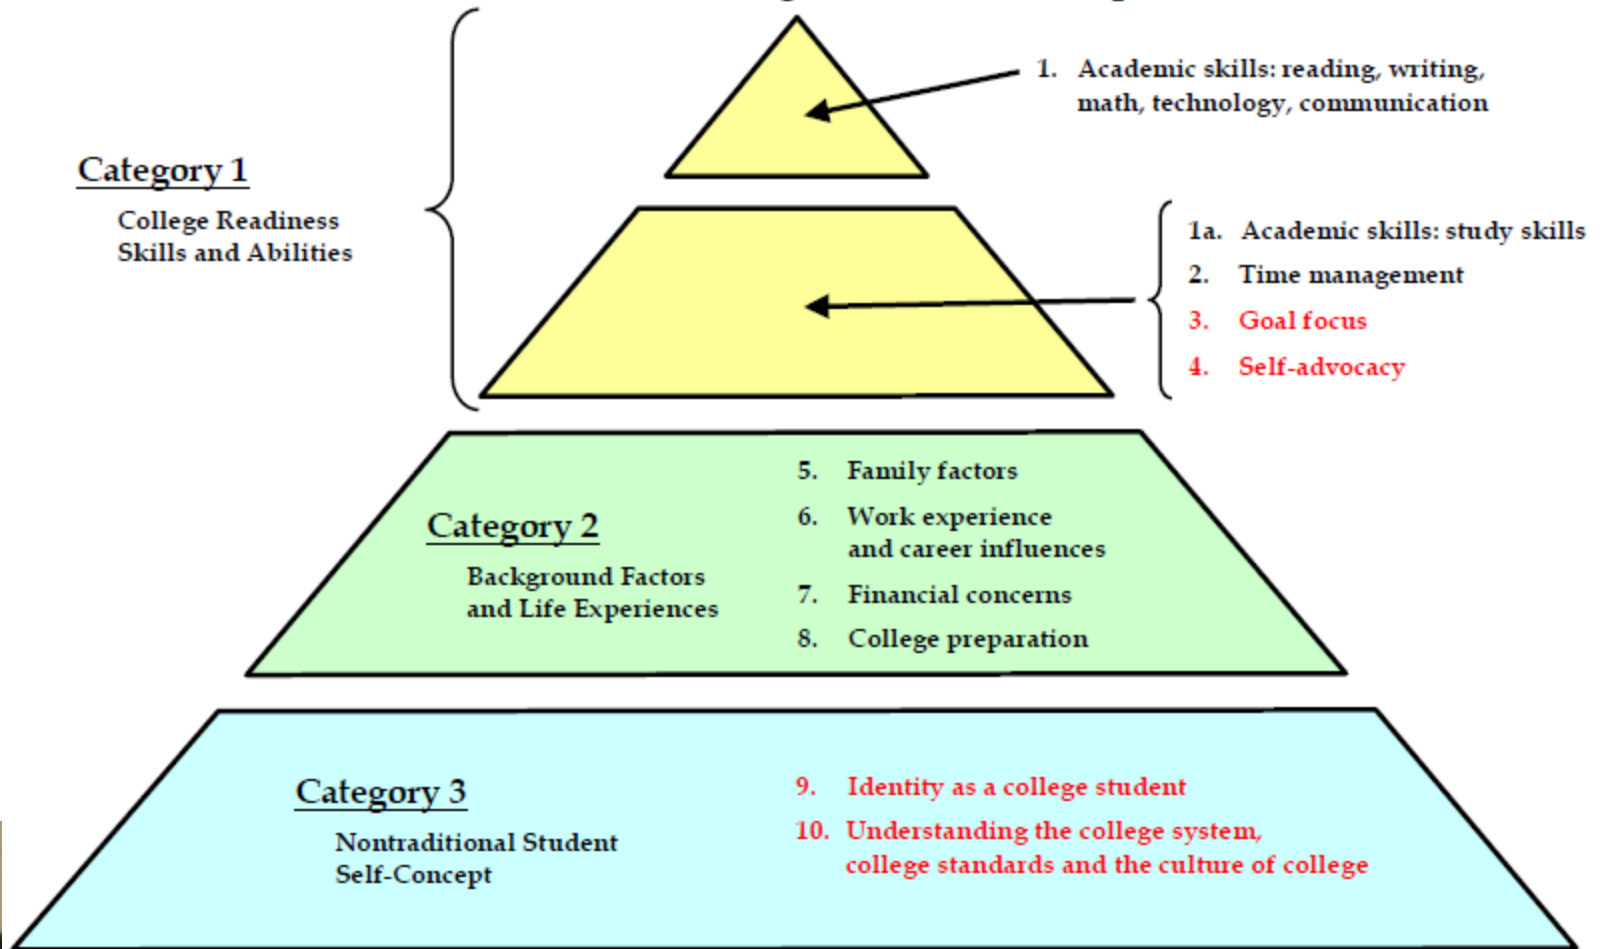 1. Academic skills: reading, writing,
math, technology, communication
Category 1
College Readiness
Skills and Abilities
1a. Academic skills: study skills
2. Time management
3. Goal focus
4. Self-advocacy
Category 2
Background Factors
and Life Experiences
5. Family factors
6. Work experience
and career influences
7. Financial concerns
8. College preparation
Category 3
Nontraditional Student
Self-Concept
9. Identity as a college student
10. Understanding the college system,
college standards and the culture of college